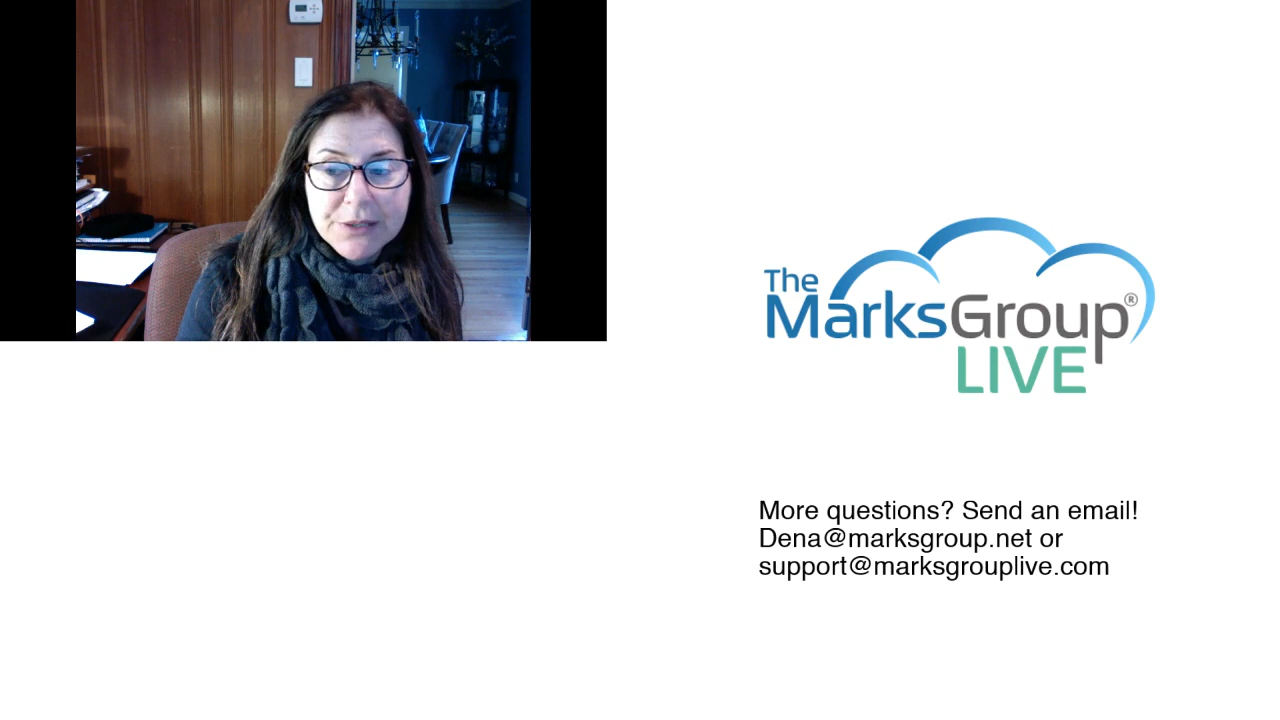 The
MarksGroup®
LIVE
More questions? Send an email!
Dena@marksgroup.net or
support@marksgrouplive.com